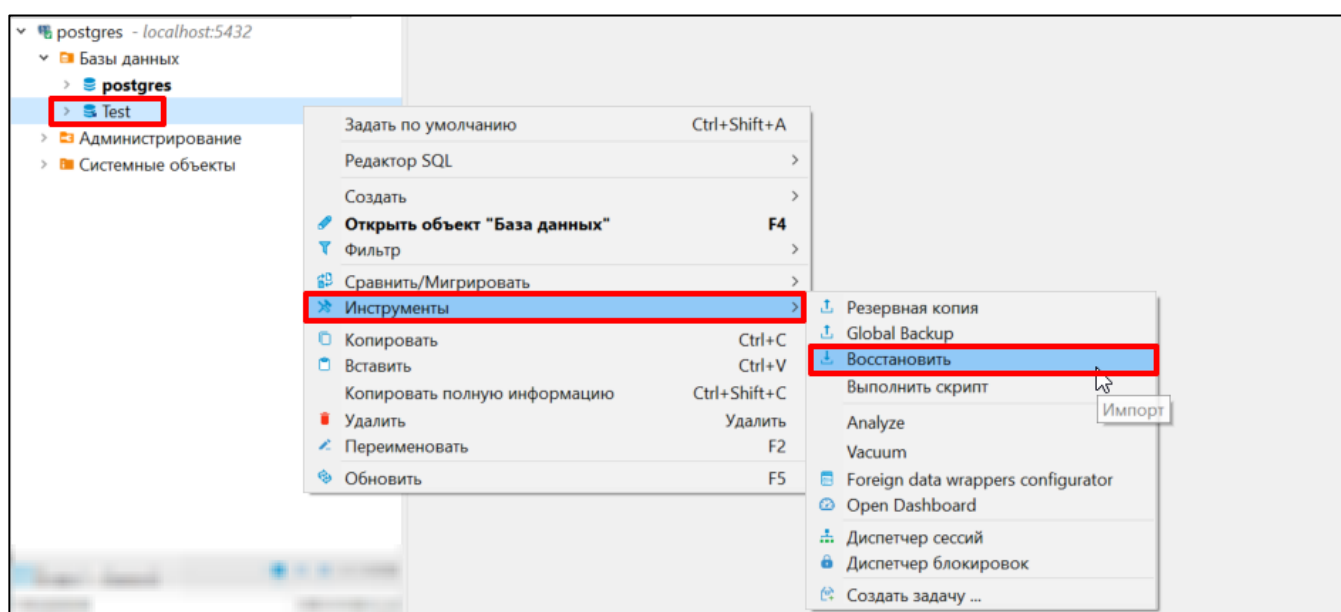 postgres - localhost:5432
Базы данных
postgres
Test
Администрирование
Системные объекты
Задать по умолчанию Ctrl+Shift+A
Редактор SQL
Создать
Открыть объект "База данных" F4
Фильтр
Сравнить/Мигрировать
Инструменты
Копировать Ctrl+C
Вставить Ctrl+V
Копировать полную информацию Ctrl+Shift+C
Удалить Удалить
Переименовать F2
Обновить F5
Резервная копия
Global Backup
Восстановить
Выполнить скрипт
Импорт
Analyze
Vacuum
Foreign data wrappers configurator
Open Dashboard
Диспетчер сессий
Диспетчер блокировок
Создать задачу ...